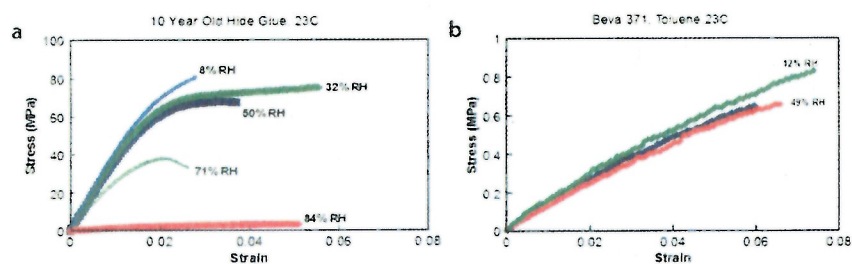 a
10 Year Old Hide Glue, 23C
100
80
60
40
20
0
Stress (MPa)
8% RH
32% RH
50% RH
71% RH
84% RH
0
0.02
0.04
0.06
0.08
Strain
b
Beva 371, Toluene 23C
1
0.8
0.6
0.4
0.2
0
Stress (MPa)
12% RH
49% RH
0
0.02
0.04
0.06
0.08
Strain